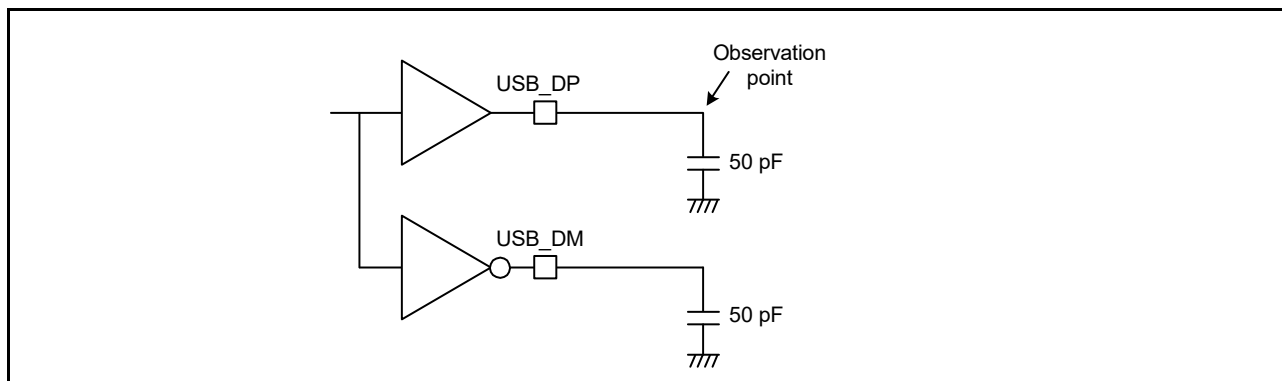 Observation
point
USB_DP
50 pF
USB_DM
50 pF